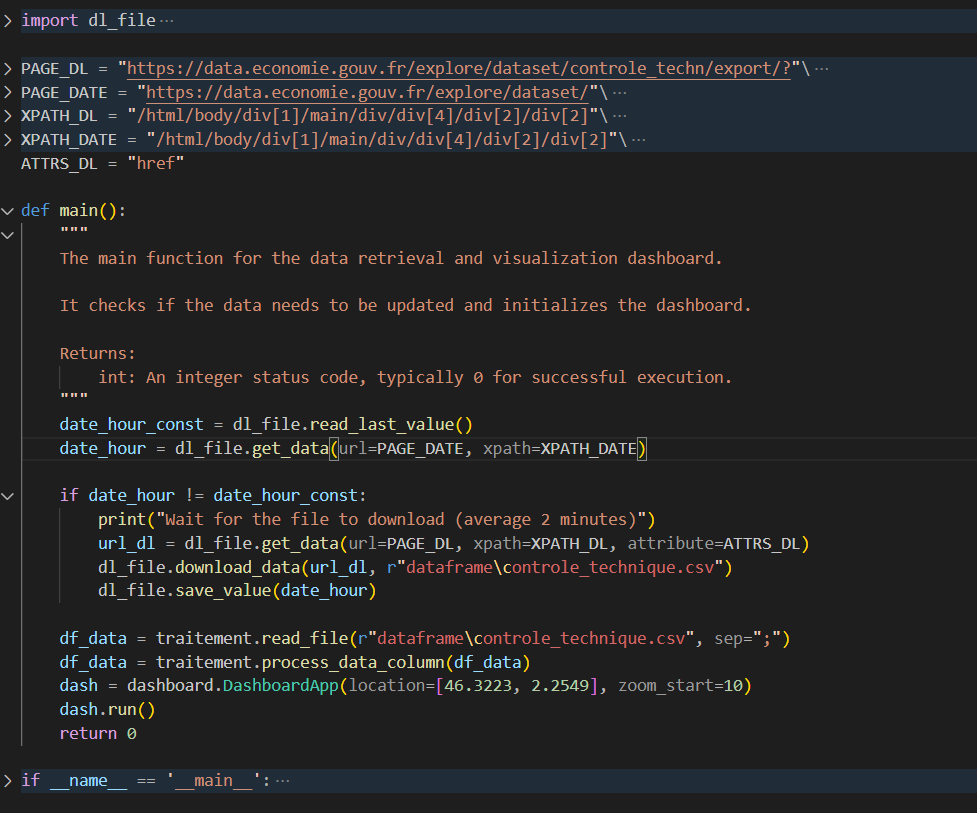 import dl_file ···
PAGE_DL = "https://data.economie.gouv.fr/explore/dataset/controle_techn/export/?"\ ···
PAGE_DATE = "https://data.economie.gouv.fr/explore/dataset/"\ ···
XPATH_DL = "/html/body/div[1]/main/div/div[4]/div[2]/div[2]"\ ···
XPATH_DATE = "/html/body/div[1]/main/div/div[4]/div[2]/div[2]"\ ···
ATTRS_DL = "href"
def main():
    """
    The main function for the data retrieval and visualization dashboard.
    It checks if the data needs to be updated and initializes the dashboard.
    Returns:
        int: An integer status code, typically 0 for successful execution.
    """
    date_hour_const = dl_file.read_last_value()
    date_hour = dl_file.get_data(url=PAGE_DATE, xpath=XPATH_DATE)
    if date_hour != date_hour_const:
        print("Wait for the file to download (average 2 minutes)")
        url_dl = dl_file.get_data(url=PAGE_DL, xpath=XPATH_DL, attribute=ATTRS_DL)
        dl_file.download_data(url_dl, r"dataframe\controle_technique.csv")
        dl_file.save_value(date_hour)
    df_data = traitement.read_file(r"dataframe\controle_technique.csv", sep=";")
    df_data = traitement.process_data_column(df_data)
    dash = dashboard.DashboardApp(location=[46.3223, 2.2549], zoom_start=10)
    dash.run()
    return 0
if __name__ == '__main__': ···